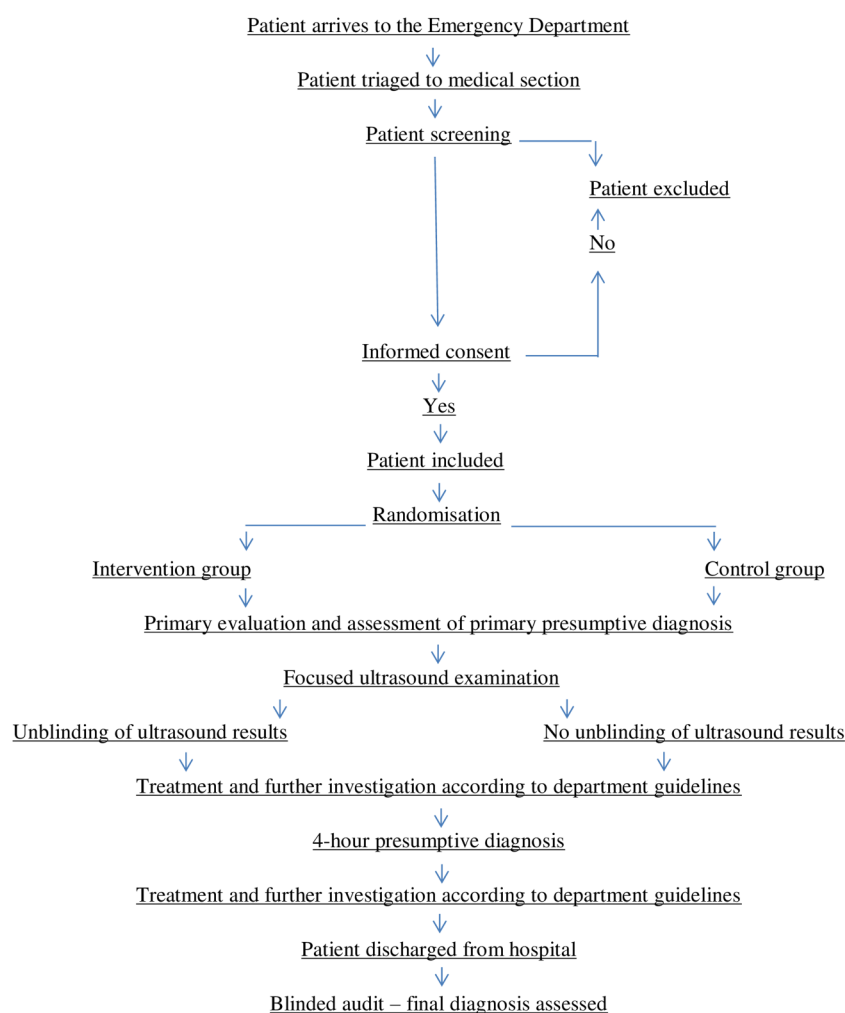 Patient arrives to the Emergency Department
Patient triaged to medical section
Patient screening
Patient excluded
No
Informed consent
Yes
Patient included
Randomisation
Intervention group
Control group
Primary evaluation and assessment of primary presumptive diagnosis
Focused ultrasound examination
Unblinding of ultrasound results
No unblinding of ultrasound results
Treatment and further investigation according to department guidelines
4-hour presumptive diagnosis
Treatment and further investigation according to department guidelines
Patient discharged from hospital
Blinded audit – final diagnosis assessed